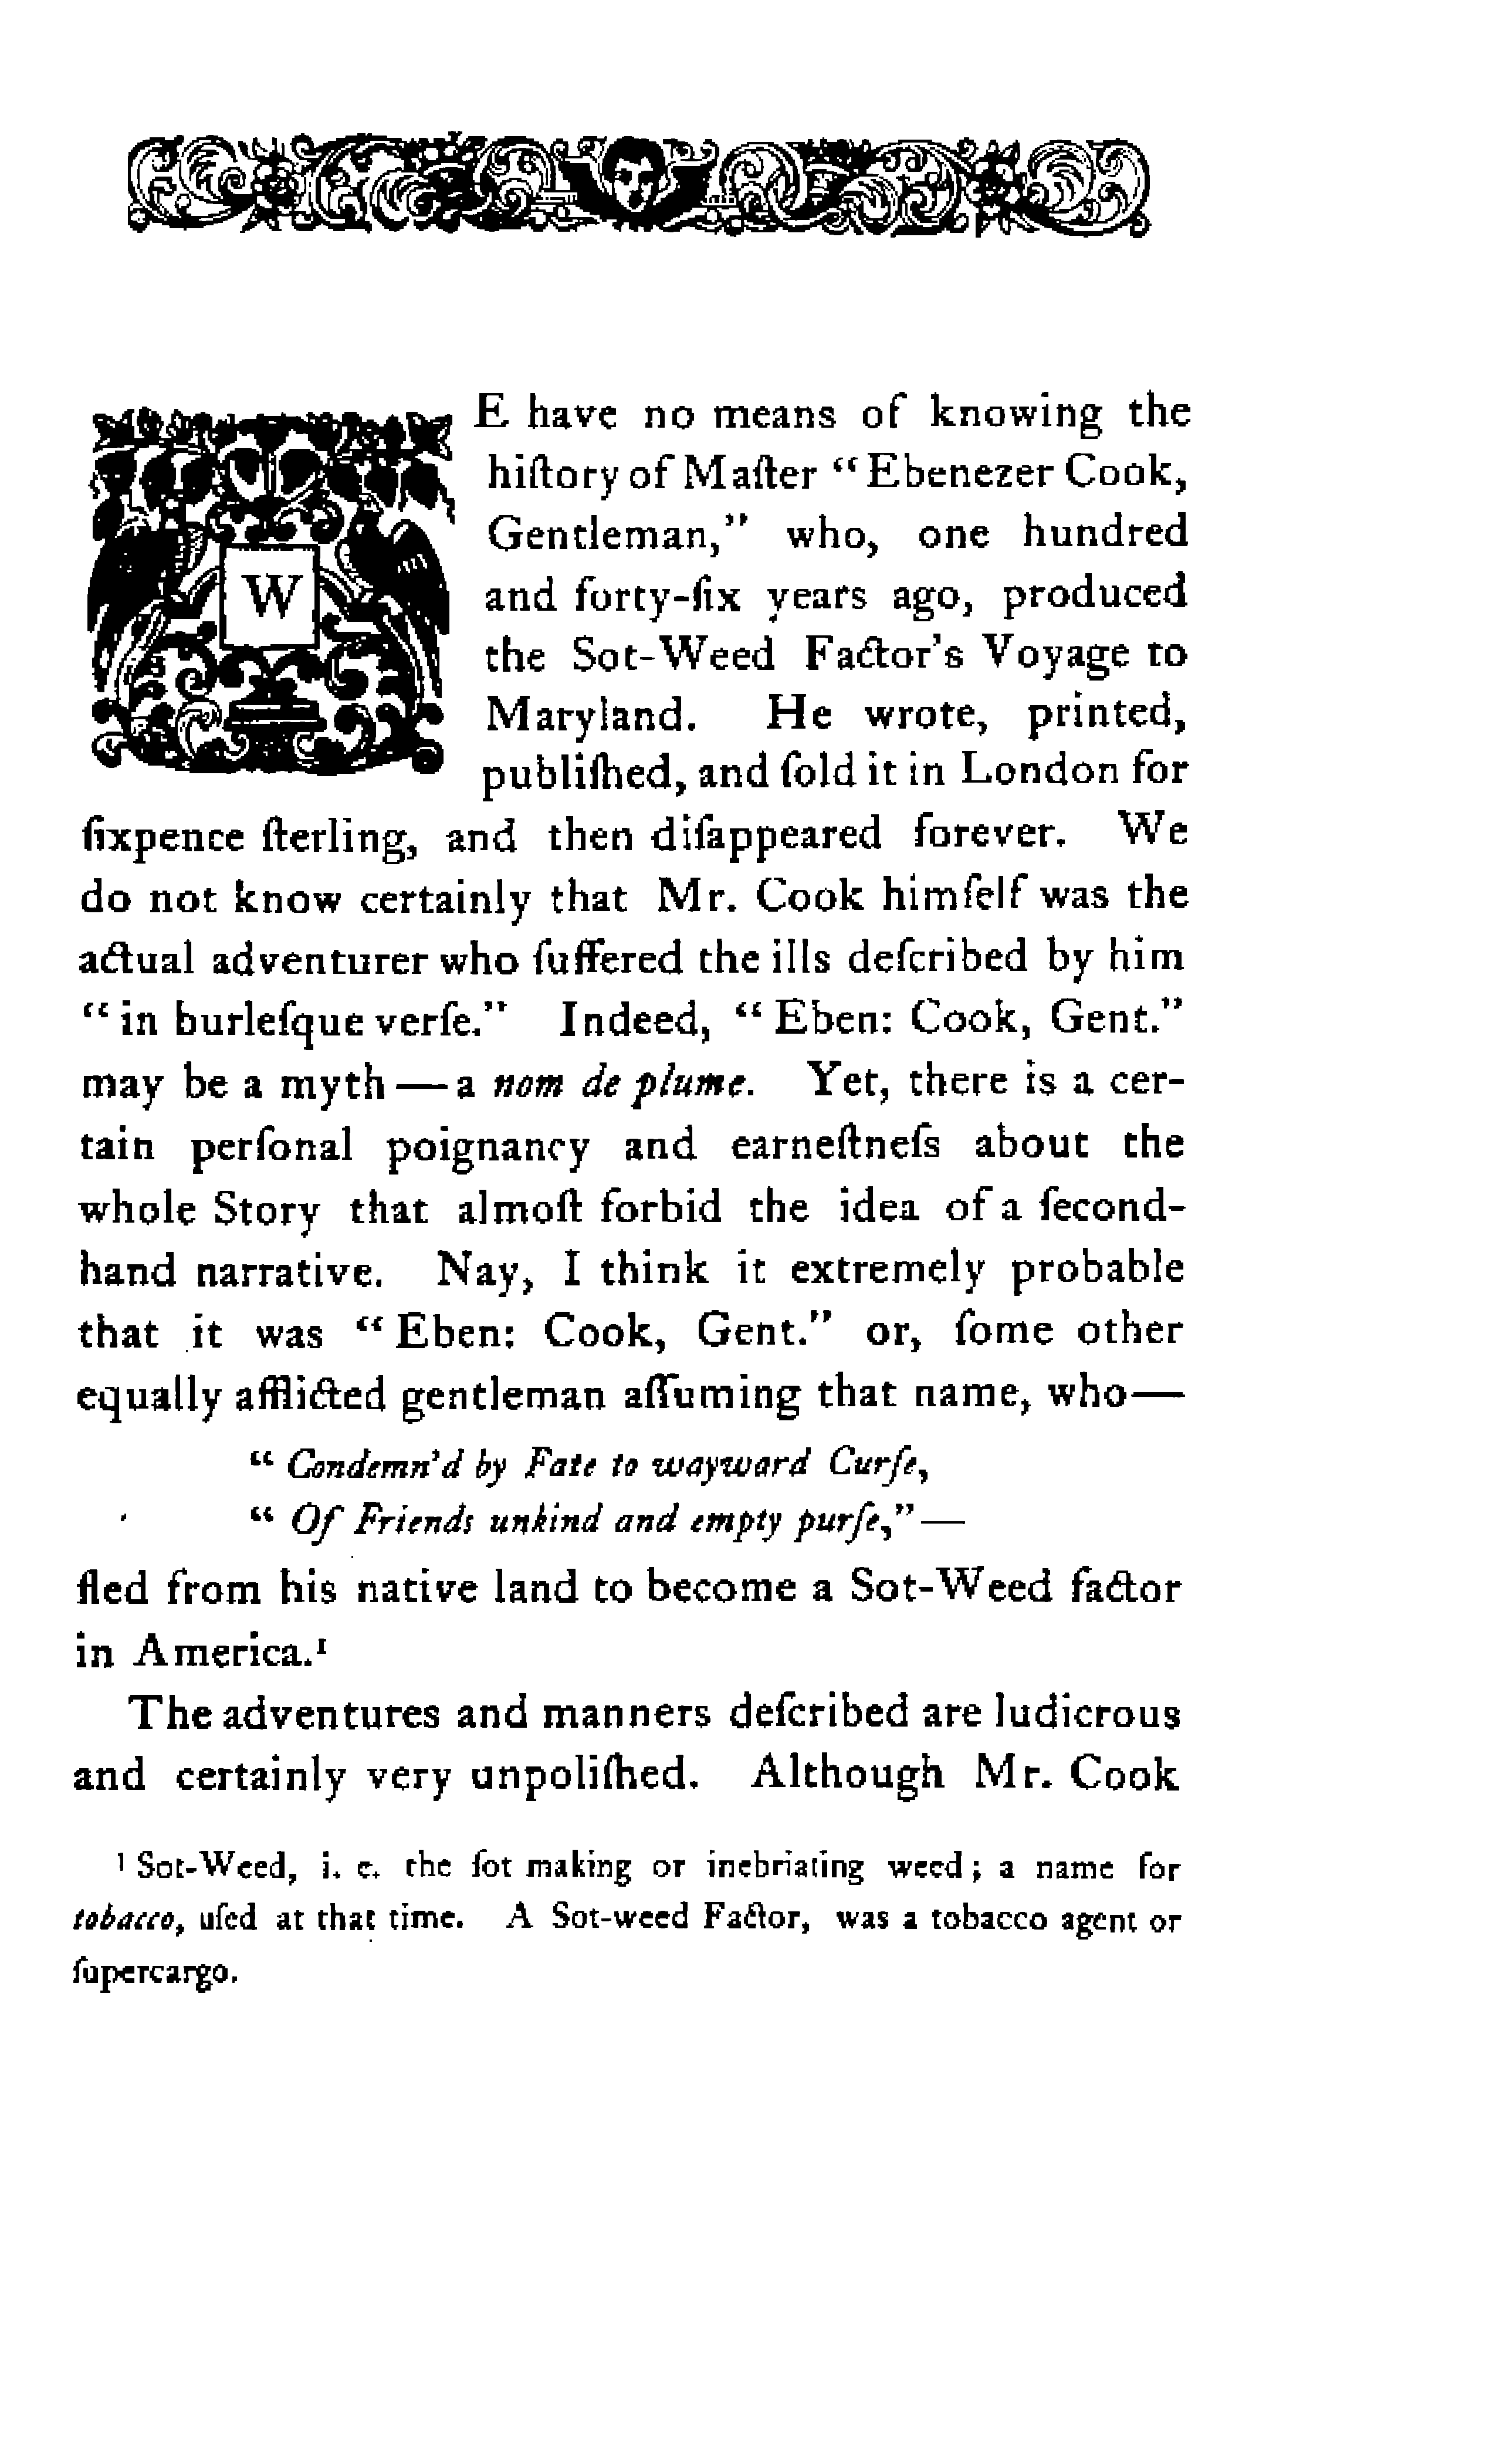 WE have no means of knowing the
hiſtory of Maſter “Ebenezer Cook,
Gentleman,” who, one hundred
and forty-ſix years ago, produced
the Sot-Weed Factor's Voyage to
Maryland. He wrote, printed,
publiſhed, and ſold it in London for
ſixpence ſterling, and then diſappeared forever. We
do not know certainly that Mr. Cook himſelf was the
actual adventurer who ſuffered the ills deſcribed by him
“in burleſque verſe.” Indeed, “Eben: Cook, Gent.”
may be a myth—a nom de plume. Yet, there is a cer-
tain perſonal poignancy and earneſtneſs about the
whole Story that almoſt forbid the idea of a ſecond-
hand narrative. Nay, I think it extremely probable
that it was “Eben: Cook, Gent.” or, ſome other
equally afflicted gentleman aſſuming that name, who—
“Condemn'd by Fate to wayward Curſe,
“Of Friends unkind and empty purſe,”—
fled from his native land to become a Sot-Weed factor
in America.¹
The adventures and manners deſcribed are ludicrous
and certainly very unpoliſhed. Although Mr. Cook
¹ Sot-Weed, i. e. the ſot making or inebriating weed; a name for
tobacco, uſed at that time. A Sot-weed Factor, was a tobacco agent or
ſupercargo.